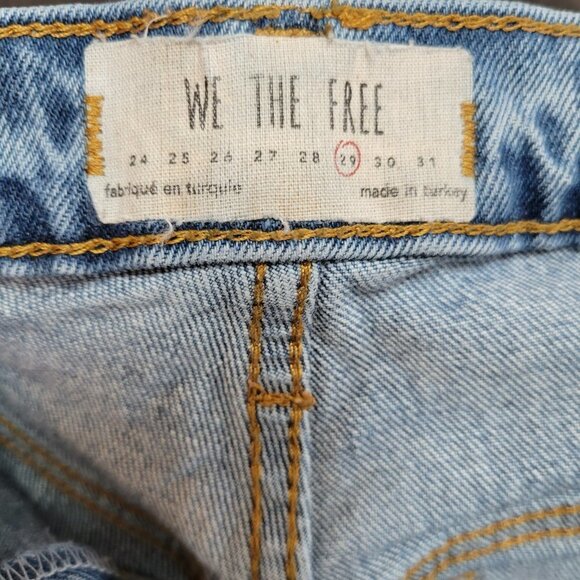 WE THE FREE
24 25 26 27 28 29 30 31
fabriqué en turquie made in turkey